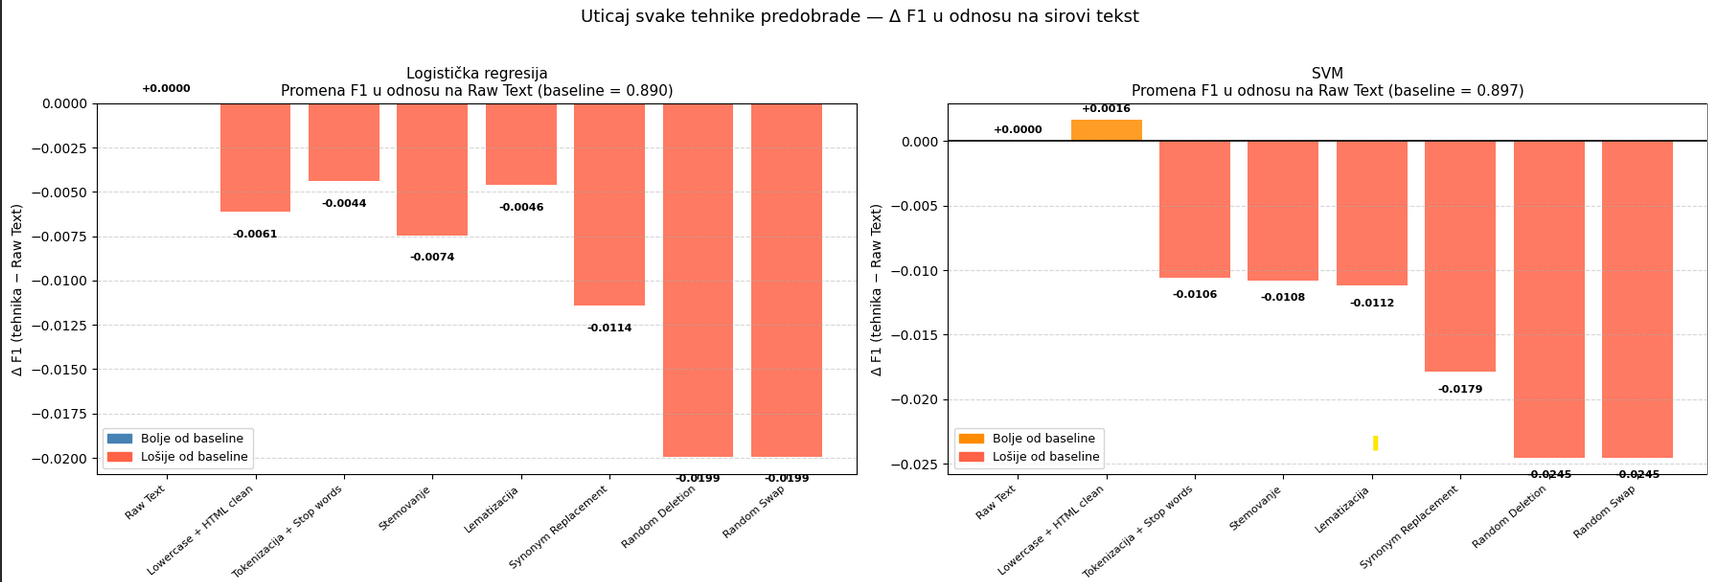 Uticaj svake tehnike predobrade — Δ F1 u odnosu na sirovi tekst
Logistička regresija
Promena F1 u odnosu na Raw Text (baseline = 0.890)
Δ F1 (tehnika − Raw Text)
0.0000
−0.0025
−0.0050
−0.0075
−0.0100
−0.0125
−0.0150
−0.0175
−0.0200
+0.0000
-0.0061
-0.0044
-0.0074
-0.0046
-0.0114
-0.0199
-0.0199
Bolje od baseline
Lošije od baseline
Raw Text
Lowercase + HTML clean
Tokenizacija + Stop words
Stemovanje
Lematizacija
Synonym Replacement
Random Deletion
Random Swap
SVM
Promena F1 u odnosu na Raw Text (baseline = 0.897)
Δ F1 (tehnika − Raw Text)
0.000
−0.005
−0.010
−0.015
−0.020
−0.025
+0.0000
+0.0016
-0.0106
-0.0108
-0.0112
-0.0179
-0.0245
-0.0245
Bolje od baseline
Lošije od baseline
Raw Text
Lowercase + HTML clean
Tokenizacija + Stop words
Stemovanje
Lematizacija
Synonym Replacement
Random Deletion
Random Swap